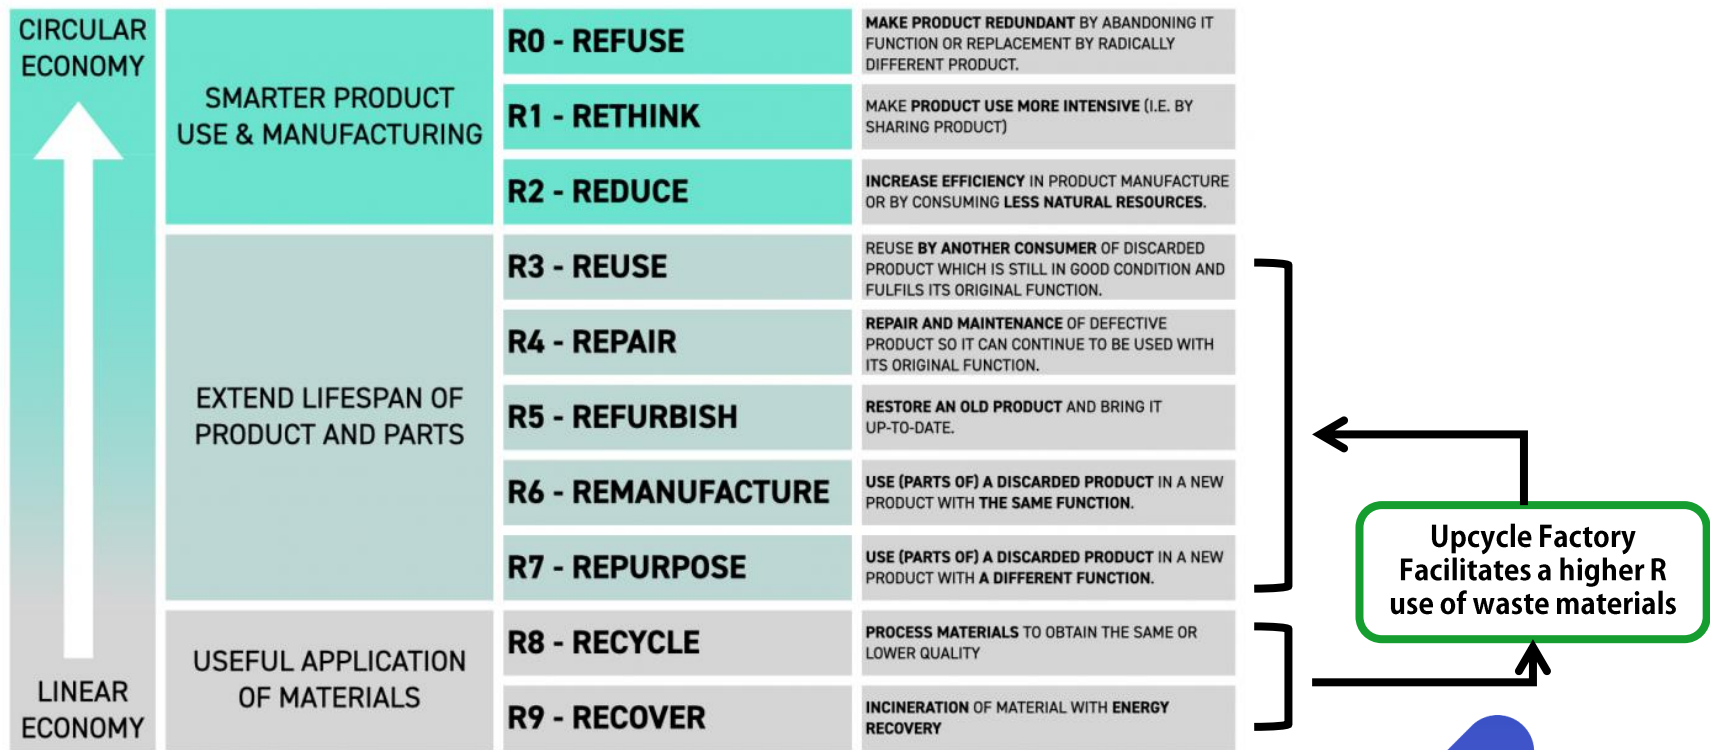 CIRCULAR
ECONOMY
SMARTER PRODUCT
USE & MANUFACTURING
R0 - REFUSE
MAKE PRODUCT REDUNDANT BY ABANDONING IT
FUNCTION OR REPLACEMENT BY RADICALLY
DIFFERENT PRODUCT.
R1 - RETHINK
MAKE PRODUCT USE MORE INTENSIVE (I.E. BY
SHARING PRODUCT)
R2 - REDUCE
INCREASE EFFICIENCY IN PRODUCT MANUFACTURE
OR BY CONSUMING LESS NATURAL RESOURCES.
EXTEND LIFESPAN OF
PRODUCT AND PARTS
R3 - REUSE
REUSE BY ANOTHER CONSUMER OF DISCARDED
PRODUCT WHICH IS STILL IN GOOD CONDITION AND
FULFILS ITS ORIGINAL FUNCTION.
R4 - REPAIR
REPAIR AND MAINTENANCE OF DEFECTIVE
PRODUCT SO IT CAN CONTINUE TO BE USED WITH
ITS ORIGINAL FUNCTION.
R5 - REFURBISH
RESTORE AN OLD PRODUCT AND BRING IT
UP-TO-DATE.
R6 - REMANUFACTURE
USE (PARTS OF) A DISCARDED PRODUCT IN A NEW
PRODUCT WITH THE SAME FUNCTION.
R7 - REPURPOSE
USE (PARTS OF) A DISCARDED PRODUCT IN A NEW
PRODUCT WITH A DIFFERENT FUNCTION.
USEFUL APPLICATION
OF MATERIALS
R8 - RECYCLE
PROCESS MATERIALS TO OBTAIN THE SAME OR
LOWER QUALITY
R9 - RECOVER
INCINERATION OF MATERIAL WITH ENERGY
RECOVERY
LINEAR
ECONOMY
Upcycle Factory
Facilitates a higher R
use of waste materials